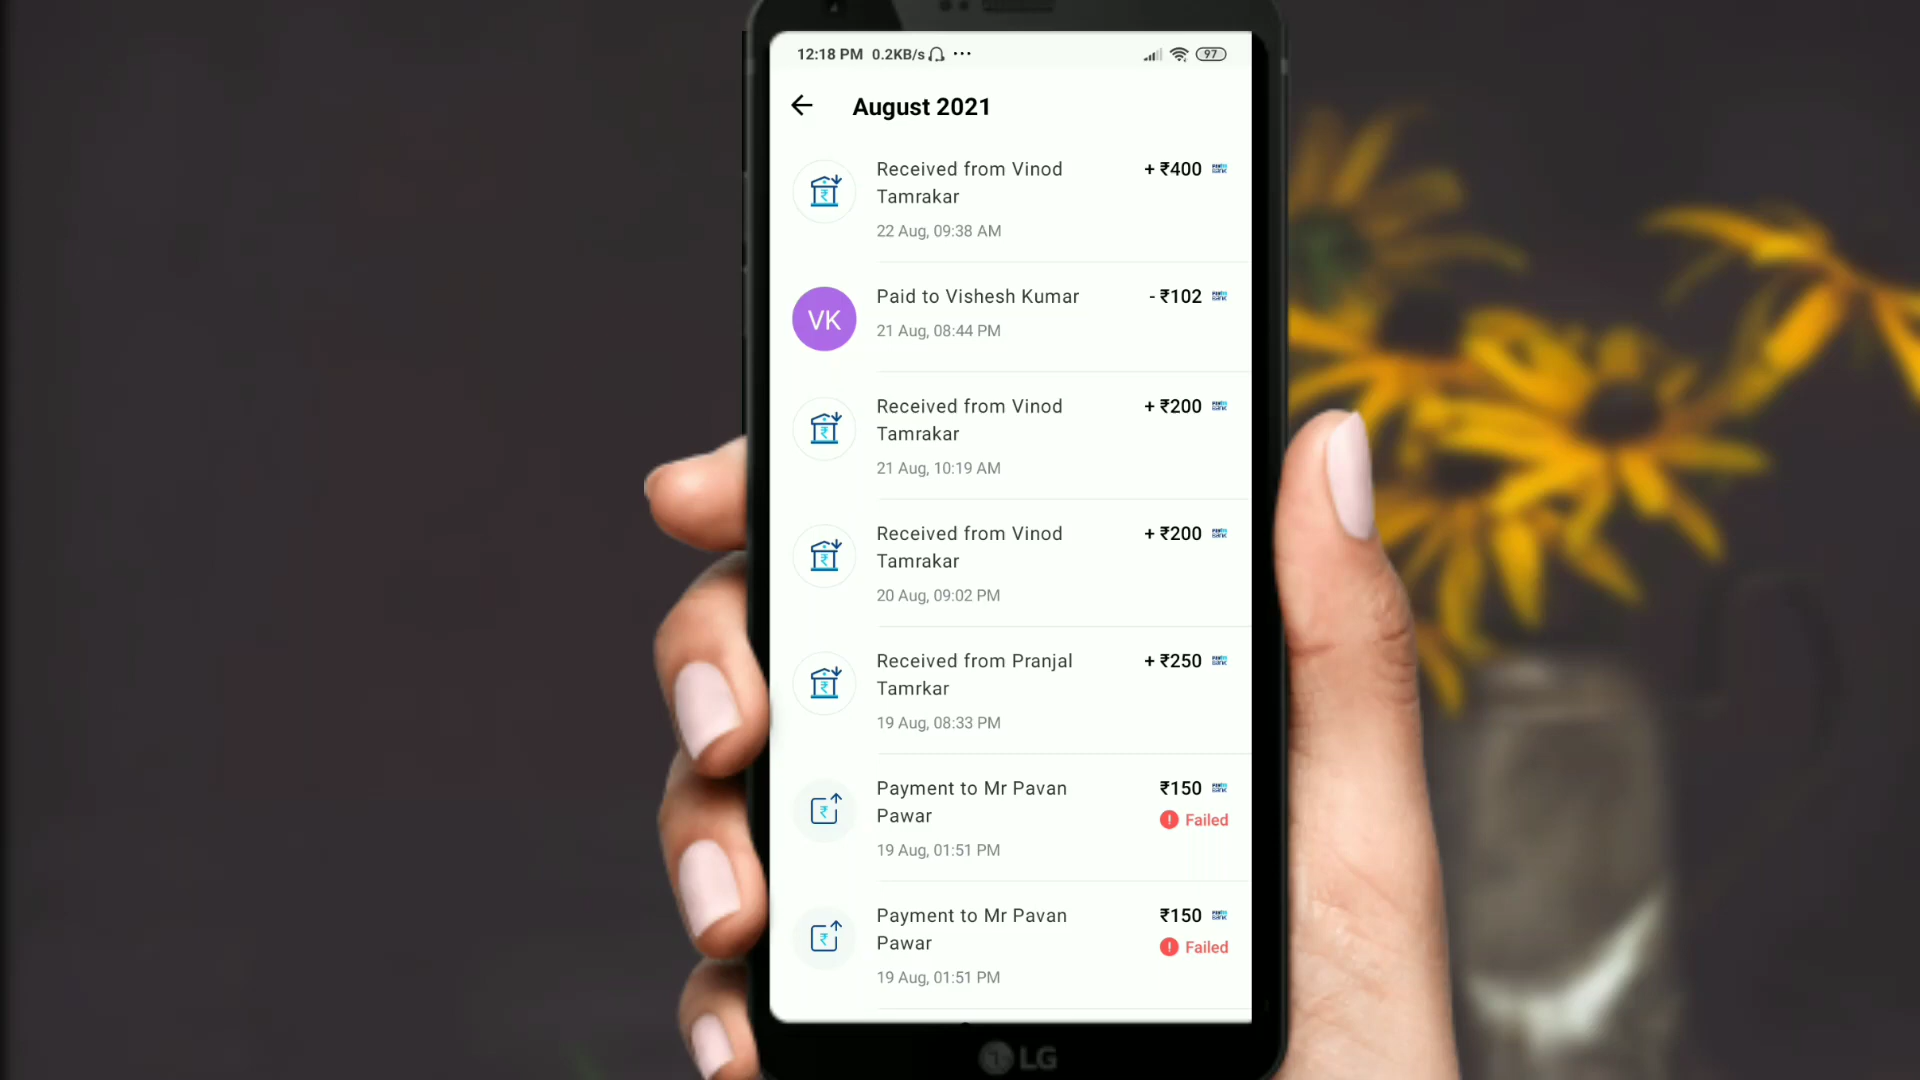 12:18 PM 0.2KB/s ... 97
August 2021
Received from Vinod + ₹400
Tamrakar
22 Aug, 09:38 AM
VK Paid to Vishesh Kumar - ₹102
21 Aug, 08:44 PM
Received from Vinod + ₹200
Tamrakar
21 Aug, 10:19 AM
Received from Vinod + ₹200
Tamrakar
20 Aug, 09:02 PM
Received from Pranjal + ₹250
Tamrkar
19 Aug, 08:33 PM
Payment to Mr Pavan ₹150
Pawar ! Failed
19 Aug, 01:51 PM
Payment to Mr Pavan ₹150
Pawar ! Failed
19 Aug, 01:51 PM
LG